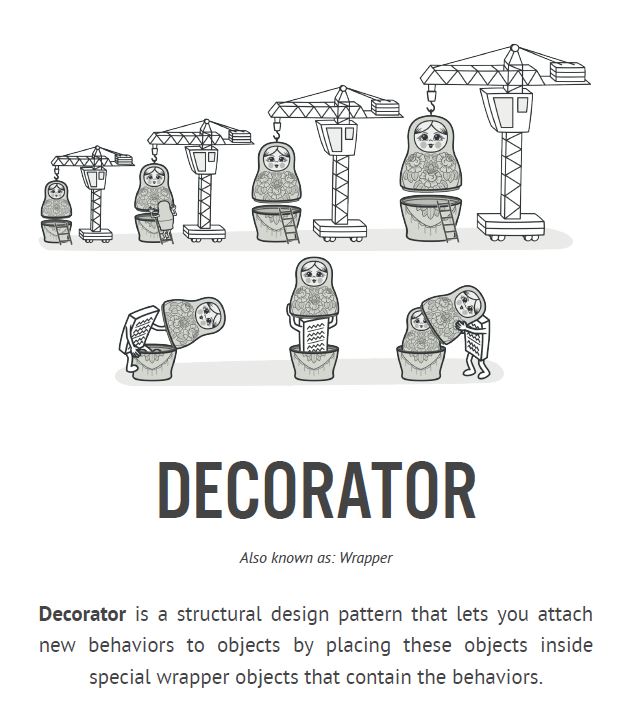 DECORATOR
Also known as: Wrapper
Decorator is a structural design pattern that lets you attach
new behaviors to objects by placing these objects inside
special wrapper objects that contain the behaviors.